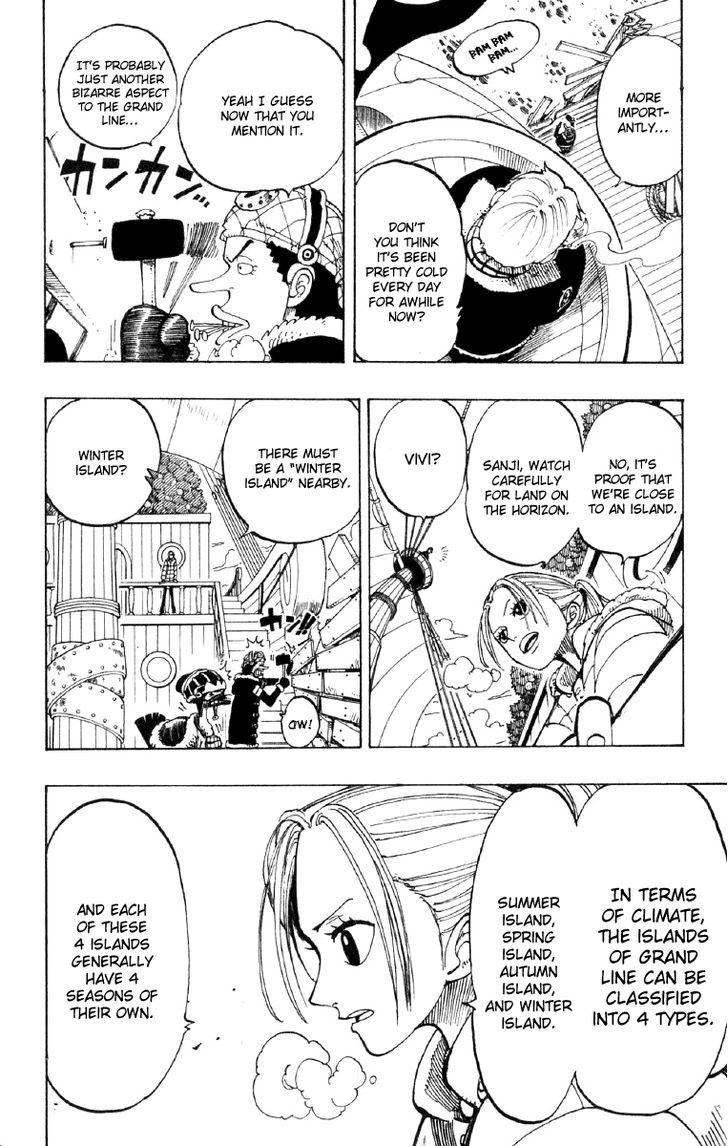 MORE
IMPORT-
ANTLY...
BAM BAM
BAM...
DON'T
YOU THINK
IT'S BEEN
PRETTY COLD
EVERY DAY
FOR AWHILE
NOW?
YEAH I GUESS
NOW THAT YOU
MENTION IT.
IT'S PROBABLY
JUST ANOTHER
BIZARRE ASPECT
TO THE GRAND
LINE...
カンカン...
NO, IT'S
PROOF THAT
WE'RE CLOSE
TO AN ISLAND.
SANJI, WATCH
CAREFULLY
FOR LAND ON
THE HORIZON.
VIVI?
THERE MUST
BE A "WINTER
ISLAND" NEARBY.
WINTER
ISLAND?
カン!!
OW!
IN TERMS
OF CLIMATE,
THE ISLANDS
OF GRAND
LINE CAN BE
CLASSIFIED
INTO 4 TYPES.
SUMMER
ISLAND,
SPRING
ISLAND,
AUTUMN
ISLAND,
AND WINTER
ISLAND.
AND EACH
OF THESE
4 ISLANDS
GENERALLY
HAVE 4
SEASONS OF
THEIR OWN.